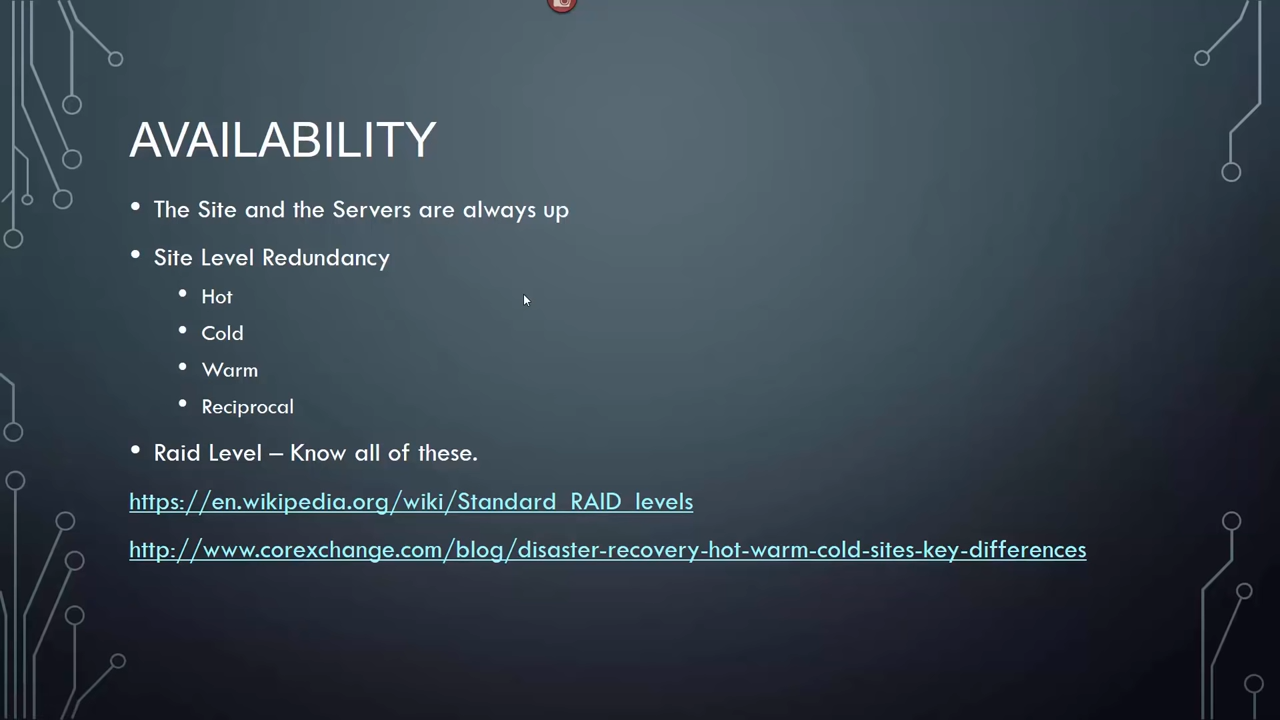 AVAILABILITY
• The Site and the Servers are always up
• Site Level Redundancy
• Hot
• Cold
• Warm
• Reciprocal
• Raid Level – Know all of these.
https://en.wikipedia.org/wiki/Standard_RAID_levels
http://www.corexchange.com/blog/disaster-recovery-hot-warm-cold-sites-key-differences